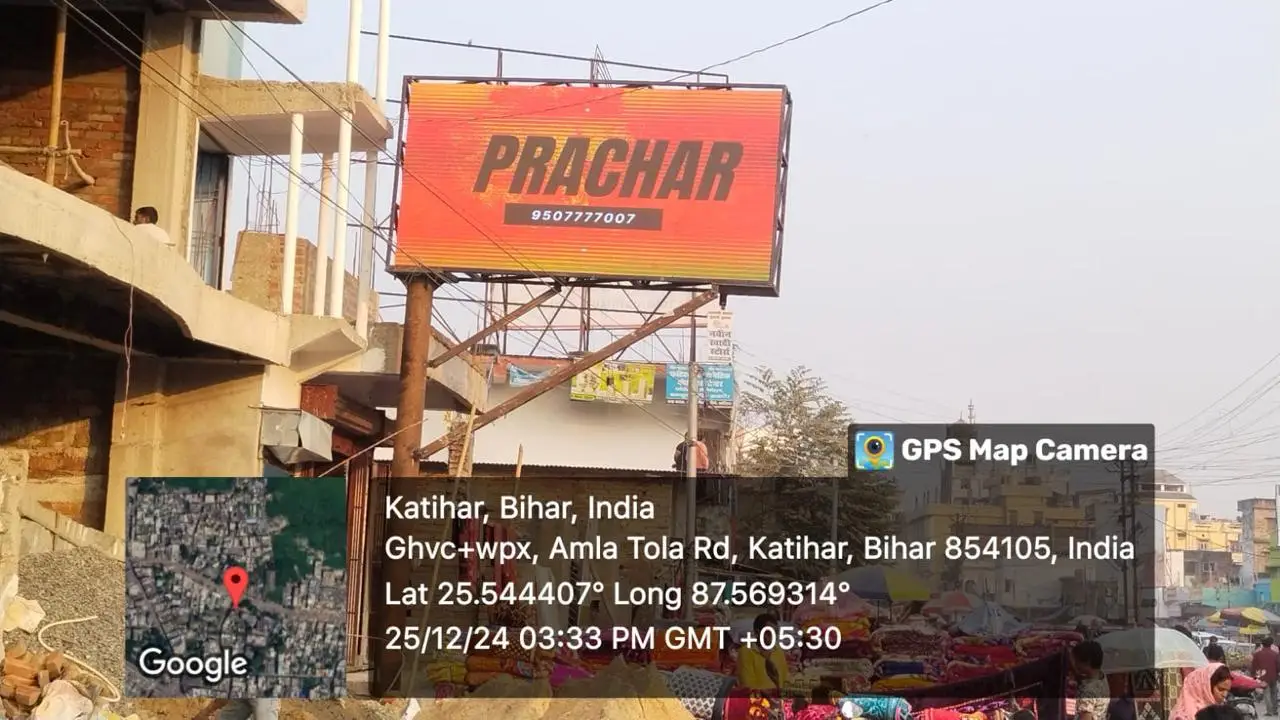 PRACHAR
9507777007
नवीन
खादी
स्टोर्स
GPS Map Camera
Katihar, Bihar, India
Ghvc+wpx, Amla Tola Rd, Katihar, Bihar 854105, India
Lat 25.544407° Long 87.569314°
25/12/24 03:33 PM GMT +05:30
Google